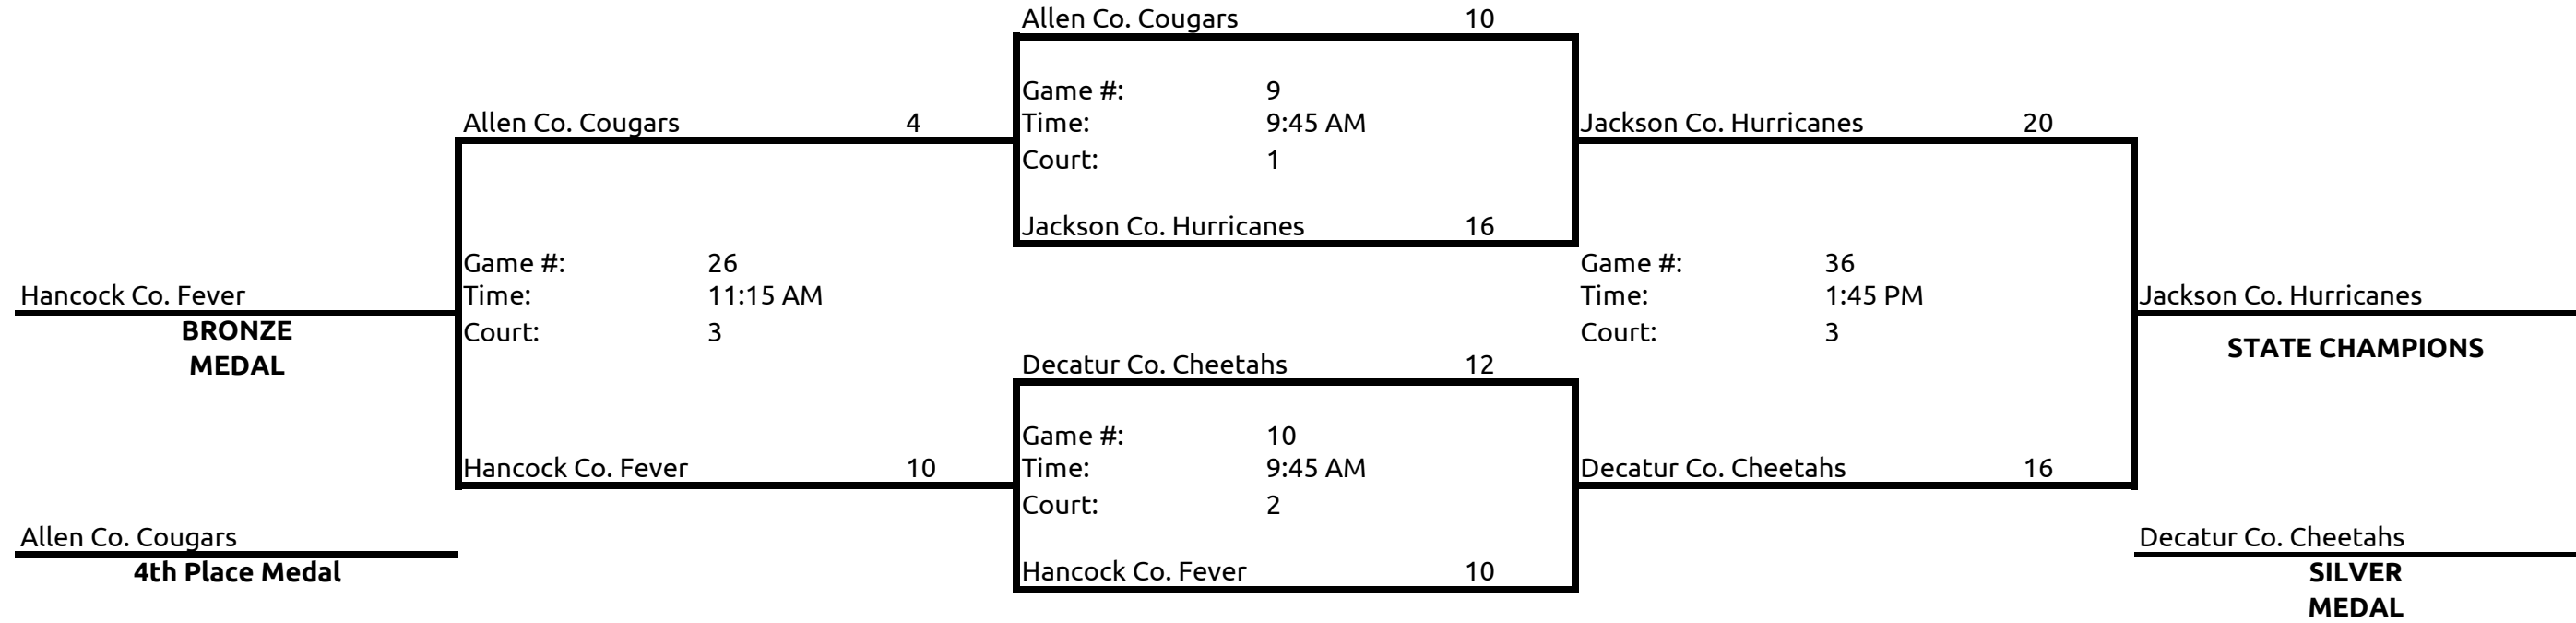 Allen Co. Cougars 10
Game #: 9
Time: 9:45 AM
Court: 1
Jackson Co. Hurricanes 16
Decatur Co. Cheetahs 12
Game #: 10
Time: 9:45 AM
Court: 2
Hancock Co. Fever 10
Allen Co. Cougars 4
Game #: 26
Time: 11:15 AM
Court: 3
Hancock Co. Fever 10
Hancock Co. Fever
BRONZE
MEDAL
Allen Co. Cougars
4th Place Medal
Jackson Co. Hurricanes 20
Game #: 36
Time: 1:45 PM
Court: 3
Decatur Co. Cheetahs 16
Jackson Co. Hurricanes
STATE CHAMPIONS
Decatur Co. Cheetahs
SILVER
MEDAL